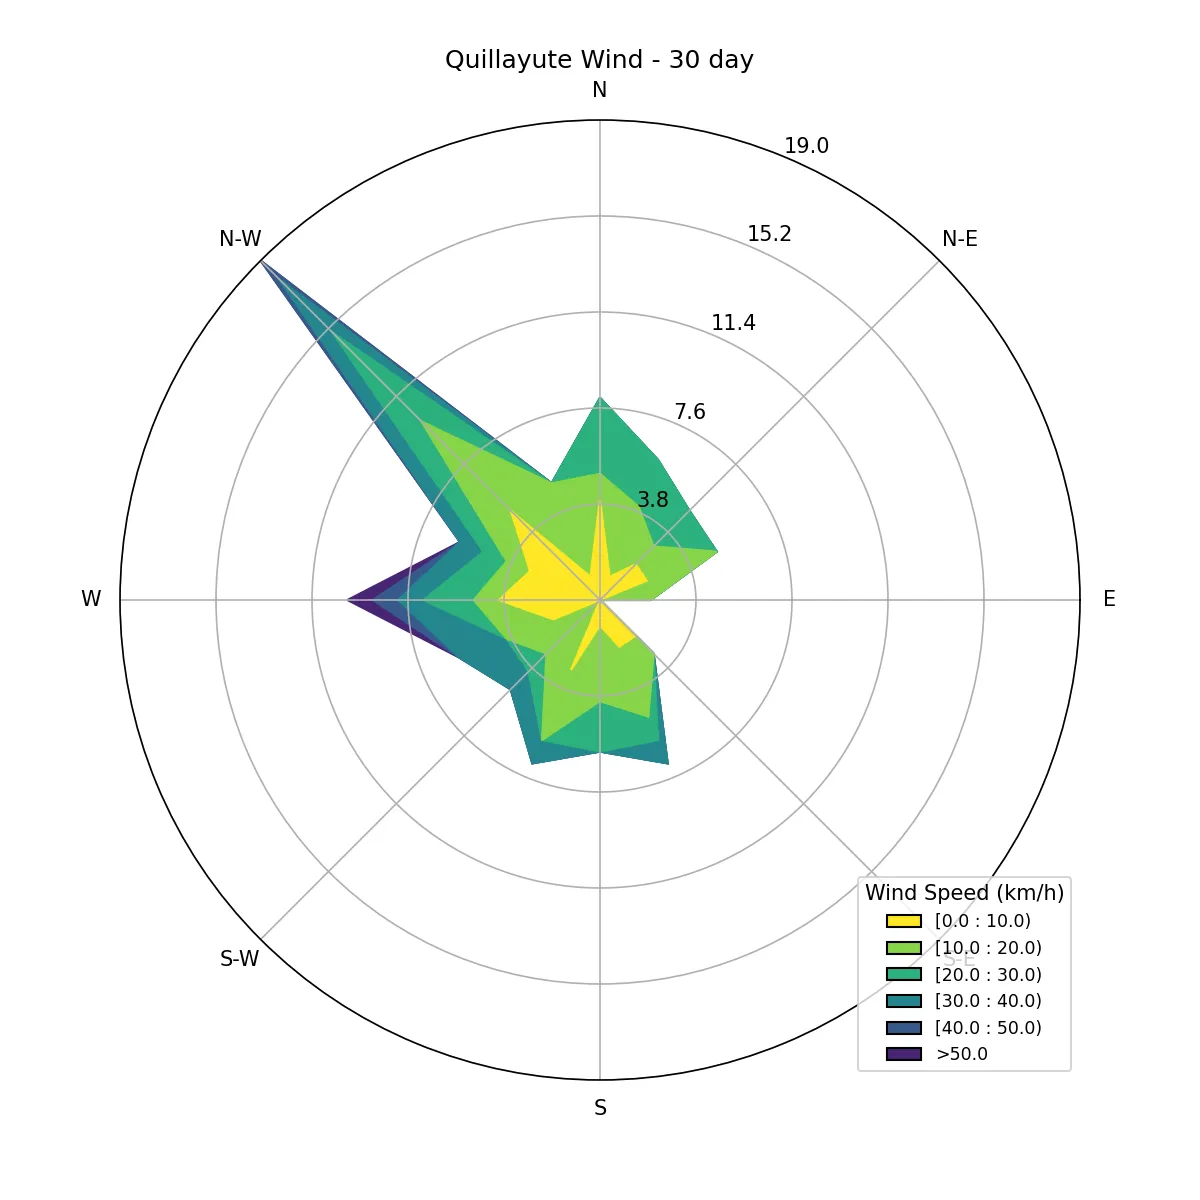 Quillayute Wind - 30 day
N
19.0
15.2
N-W
N-E
11.4
7.6
3.8
W
E
Wind Speed (km/h)
[0.0 : 10.0)
[10.0 : 20.0)
S-W
S-E
[20.0 : 30.0)
[30.0 : 40.0)
[40.0 : 50.0)
>50.0
S